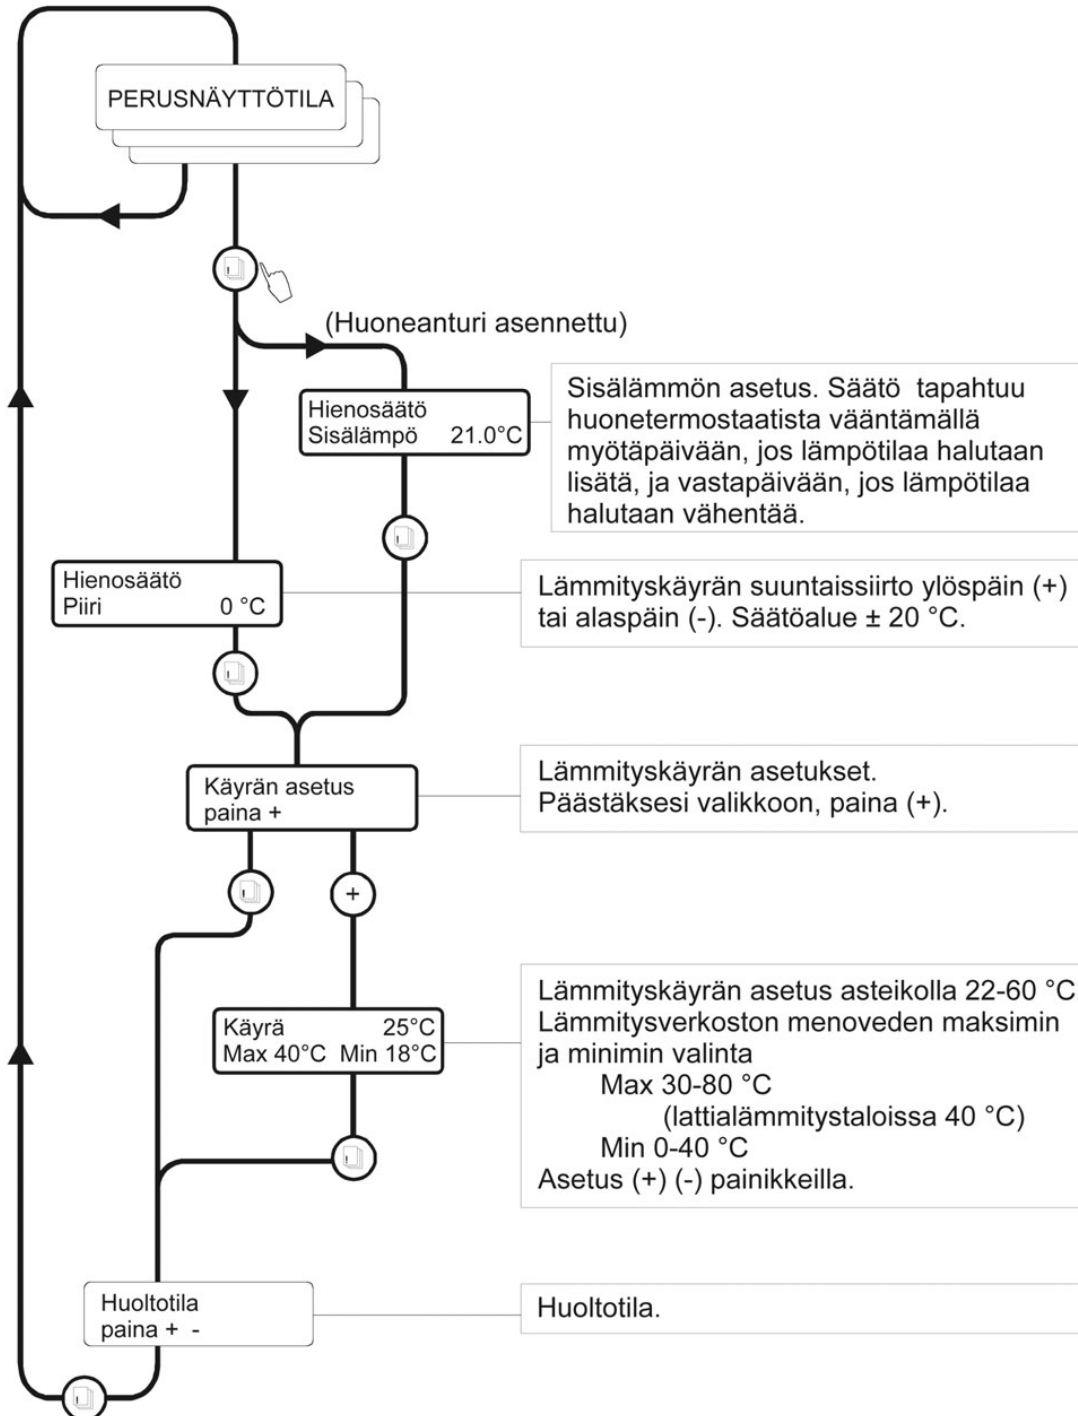 PERUSNÄYTTÖTILA
(Huoneanturi asennettu)
Hienosäätö
Sisälämpö 21.0°C
Sisälämmön asetus. Säätö tapahtuu
huonetermostaatista vääntämällä
myötäpäivään, jos lämpötilaa halutaan
lisätä, ja vastapäivään, jos lämpötilaa
halutaan vähentää.
Hienosäätö
Piiri 0 °C
Lämmityskäyrän suuntaissiirto ylöspäin (+)
tai alaspäin (-). Säätöalue ± 20 °C.
Käyrän asetus
paina +
Lämmityskäyrän asetukset.
Päästäksesi valikkoon, paina (+).
+
Käyrä 25°C
Max 40°C Min 18°C
Lämmityskäyrän asetus asteikolla 22-60 °C
Lämmitysverkoston menoveden maksimin
ja minimin valinta
Max 30-80 °C
(lattialämmitystaloissa 40 °C)
Min 0-40 °C
Asetus (+) (-) painikkeilla.
Huoltotila
paina + -
Huoltotila.